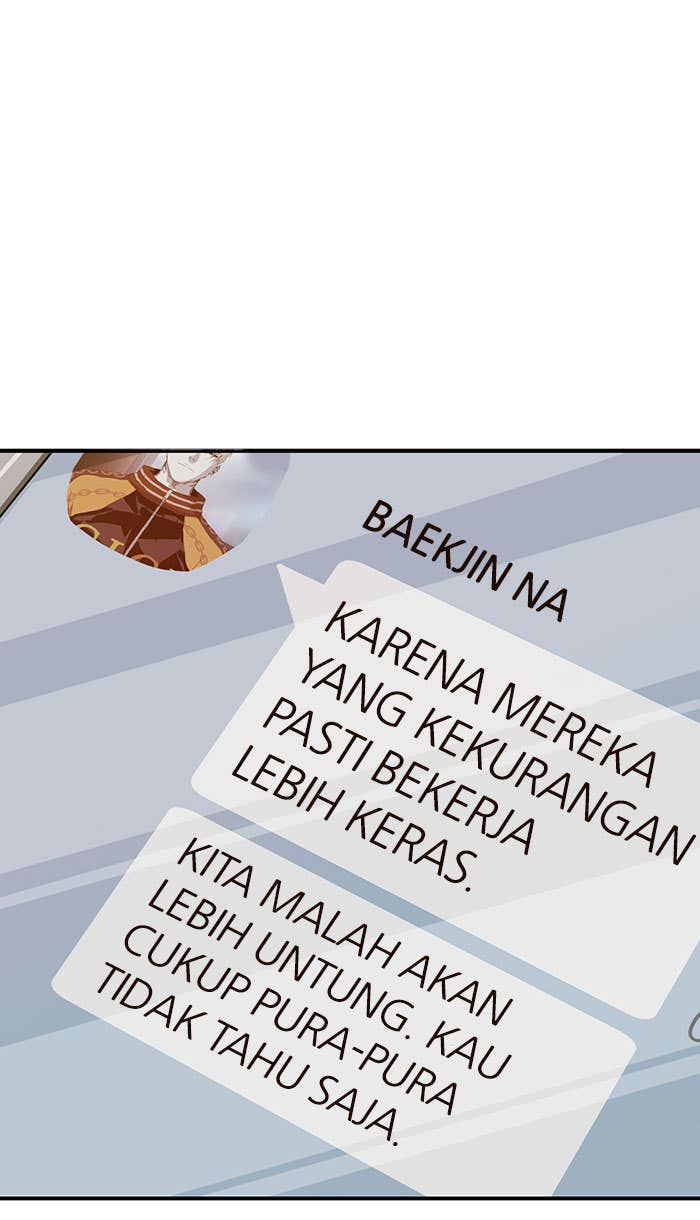 BAEKJIN NA
KARENA MEREKA
YANG KEKURANGAN
PASTI BEKERJA
LEBIH KERAS.
KITA MALAH AKAN
LEBIH UNTUNG. KAU
CUKUP PURA-PURA
TIDAK TAHU SAJA.